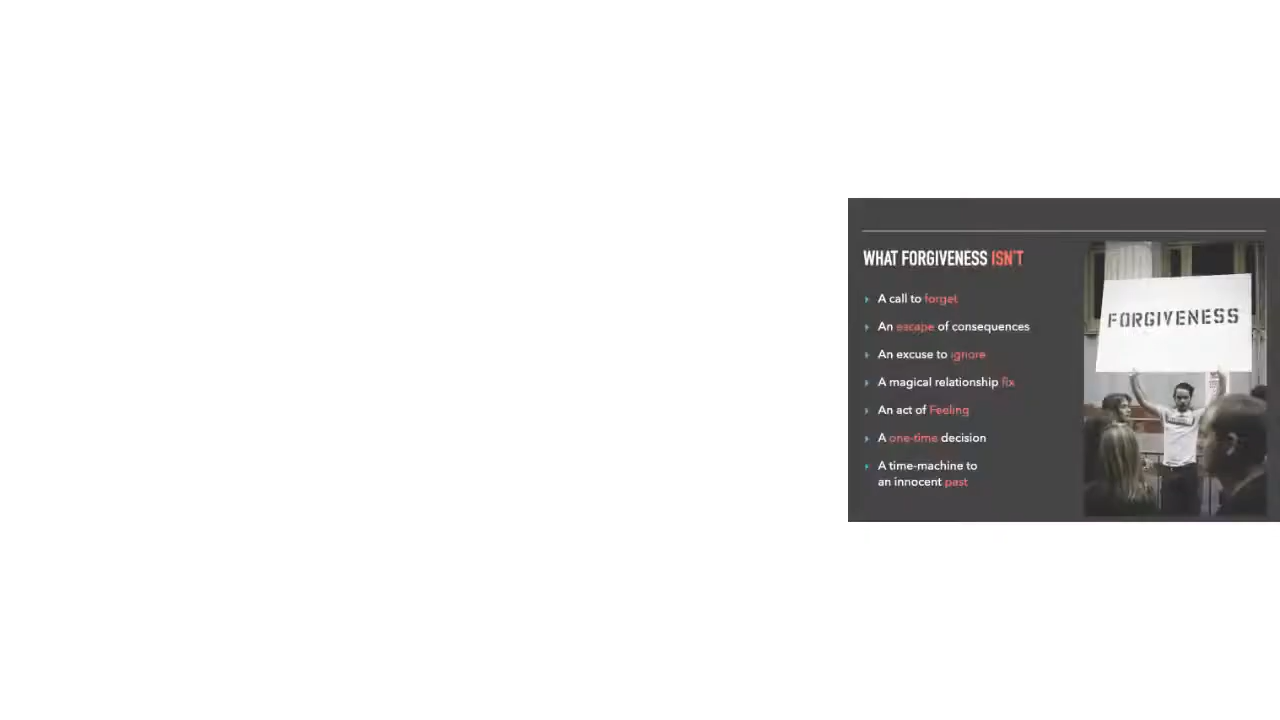 WHAT FORGIVENESS ISN'T
A call to forget
An escape of consequences
An excuse to ignore
A magical relationship fix
An act of Feeling
A one-time decision
A time-machine to
an innocent past
FORGIVENESS